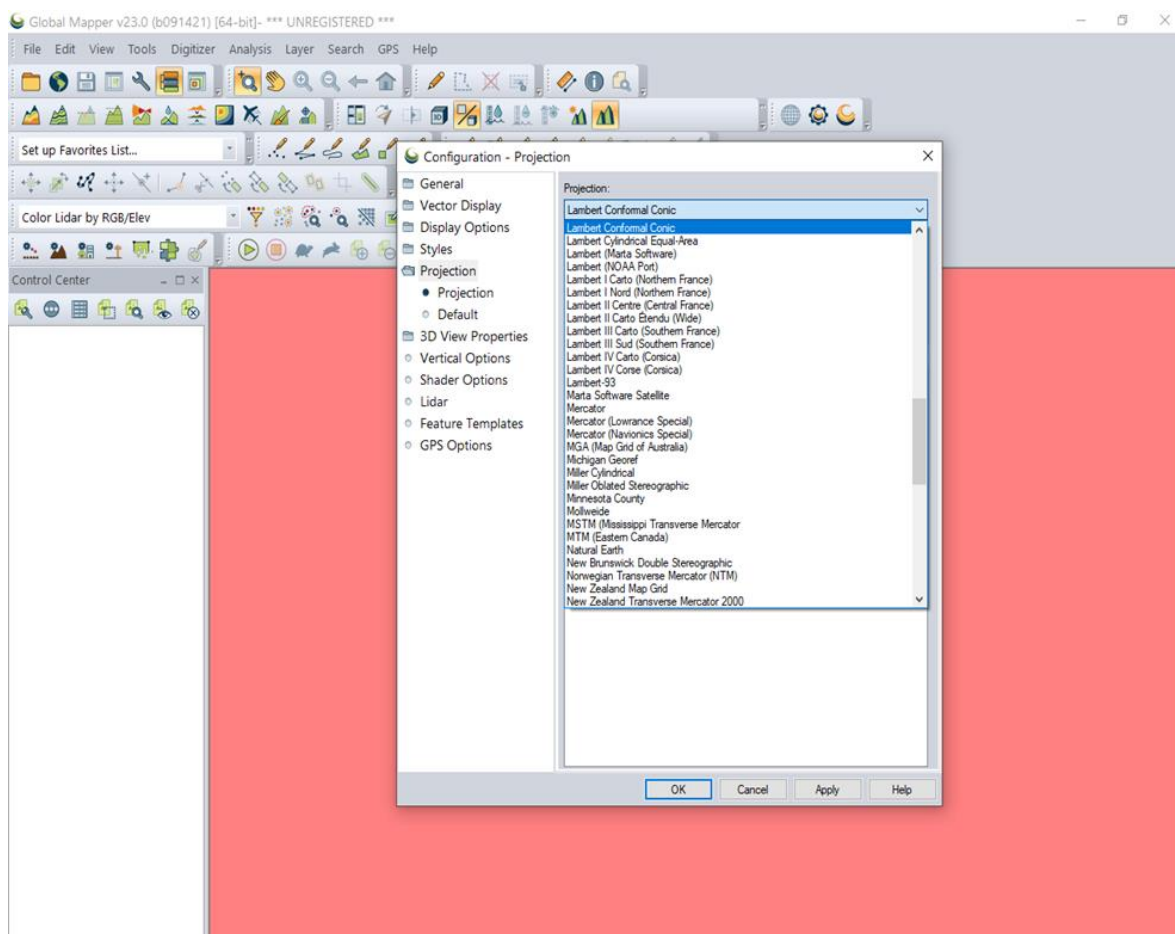 Global Mapper v23.0 (b091421) [64-bit]- *** UNREGISTERED ***
File Edit View Tools Digitizer Analysis Layer Search GPS Help
Set up Favorites List...
Color Lidar by RGB/Elev
Control Center
Configuration - Projection
General
Vector Display
Display Options
Styles
Projection
Projection
Default
3D View Properties
Vertical Options
Shader Options
Lidar
Feature Templates
GPS Options
Projection:
Lambert Conformal Conic
Lambert Conformal Conic
Lambert Cylindrical Equal-Area
Lambert (Marta Software)
Lambert (NOAA Port)
Lambert I Carto (Northern France)
Lambert I Nord (Northern France)
Lambert II Centre (Central France)
Lambert II Carto Étendu (Wide)
Lambert III Carto (Southern France)
Lambert III Sud (Southern France)
Lambert IV Carto (Corsica)
Lambert IV Corse (Corsica)
Lambert-93
Marta Software Satellite
Mercator
Mercator (Lowrance Special)
Mercator (Navionics Special)
MGA (Map Grid of Australia)
Michigan Georef
Miller Cylindrical
Miller Oblated Stereographic
Minnesota County
Mollweide
MSTM (Mississippi Transverse Mercator
MTM (Eastern Canada)
Natural Earth
New Brunswick Double Stereographic
Norwegian Transverse Mercator (NTM)
New Zealand Map Grid
New Zealand Transverse Mercator 2000
OK Cancel Apply Help